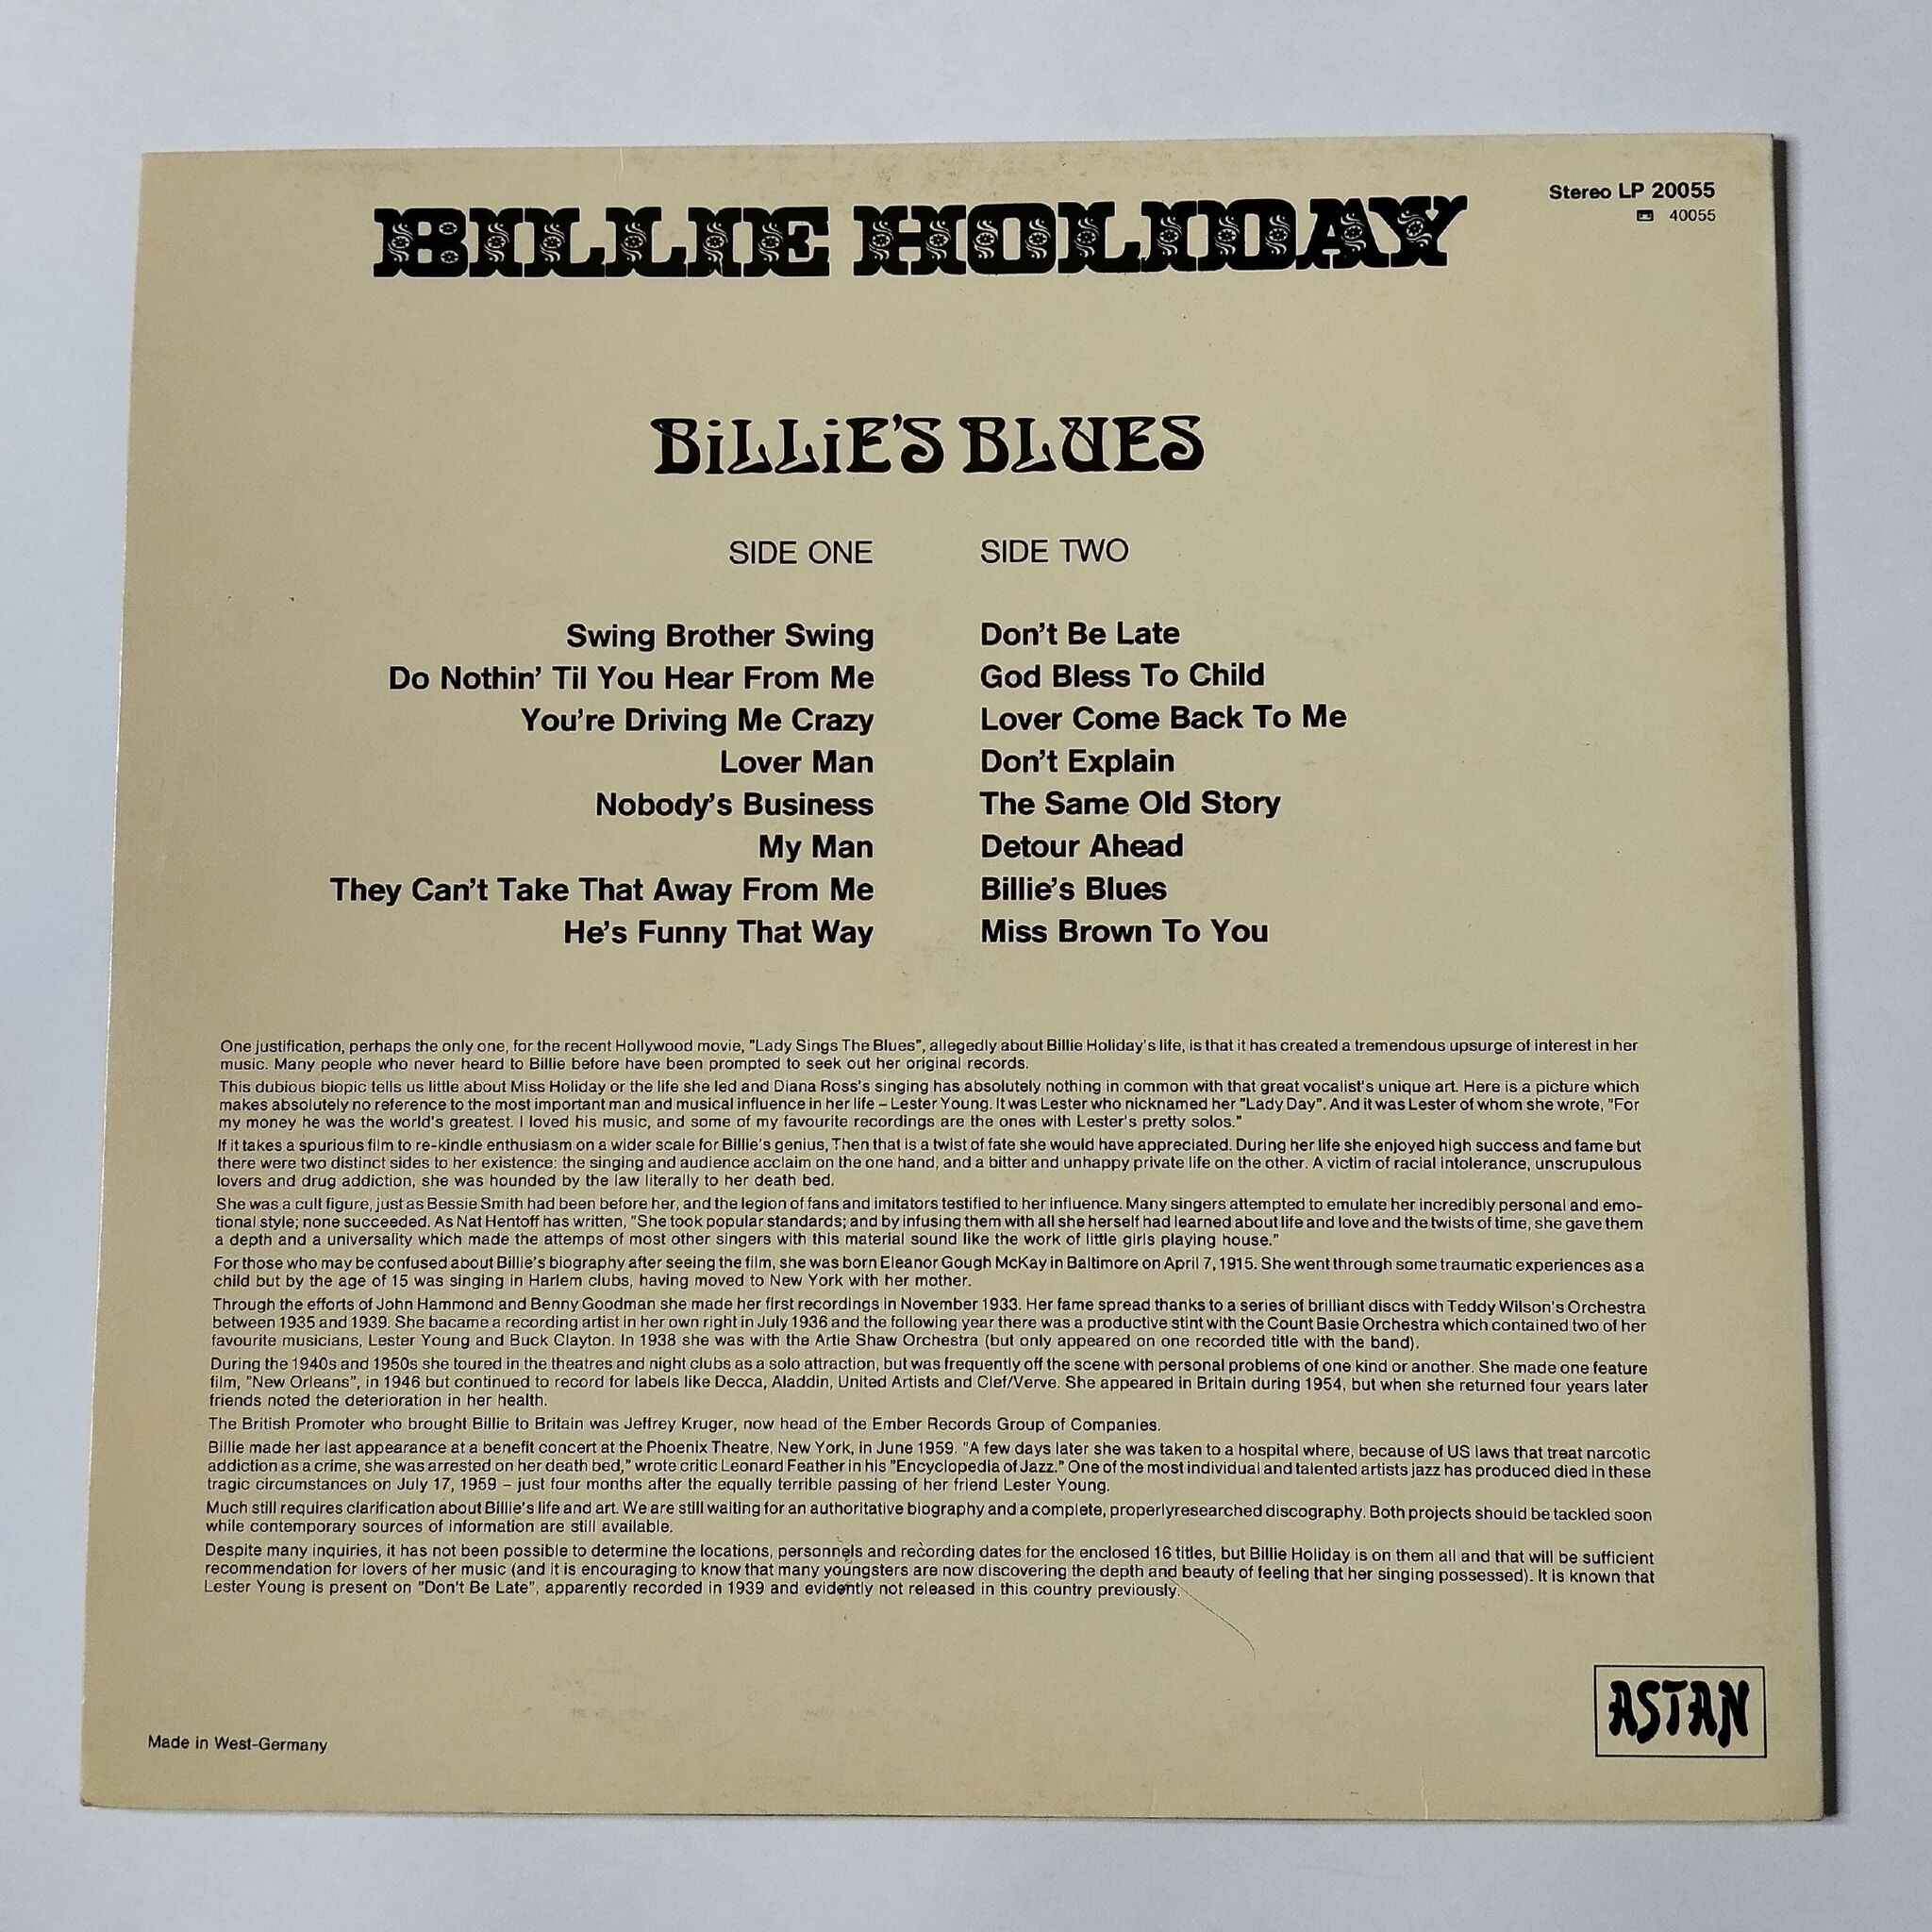 BILLIE HOLIDAY
Stereo LP 20055
40055
BiLLiE'S BLUES
SIDE ONE
Swing Brother Swing
Do Nothin' Til You Hear From Me
You're Driving Me Crazy
Lover Man
Nobody's Business
My Man
They Can't Take That Away From Me
He's Funny That Way
SIDE TWO
Don't Be Late
God Bless To Child
Lover Come Back To Me
Don't Explain
The Same Old Story
Detour Ahead
Billie's Blues
Miss Brown To You
One justification, perhaps the only one, for the recent Hollywood movie, "Lady Sings The Blues", allegedly about Billie Holiday's life, is that it has created a tremendous upsurge of interest in her
music. Many people who never heard to Billie before have been prompted to seek out her original records.
This dubious biopic tells us little about Miss Holiday or the life she led and Diana Ross's singing has absolutely nothing in common with that great vocalist's unique art. Here is a picture which
makes absolutely no reference to the most important man and musical influence in her life – Lester Young. It was Lester who nicknamed her "Lady Day". And it was Lester of whom she wrote, "For
my money he was the world's greatest. I loved his music, and some of my favourite recordings are the ones with Lester's pretty solos."
If it takes a spurious film to re-kindle enthusiasm on a wider scale for Billie's genius, Then that is a twist of fate she would have appreciated. During her life she enjoyed high success and fame but
there were two distinct sides to her existence: the singing and audience acclaim on the one hand, and a bitter and unhappy private life on the other. A victim of racial intolerance, unscrupulous
lovers and drug addiction, she was hounded by the law literally to her death bed.
She was a cult figure, just as Bessie Smith had been before her, and the legion of fans and imitators testified to her influence. Many singers attempted to emulate her incredibly personal and emo-
tional style; none succeeded. As Nat Hentoff has written, "She took popular standards; and by infusing them with all she herself had learned about life and love and the twists of time, she gave them
a depth and a universality which made the attemps of most other singers with this material sound like the work of little girls playing house."
For those who may be confused about Billie's biography after seeing the film, she was born Eleanor Gough McKay in Baltimore on April 7, 1915. She went through some traumatic experiences as a
child but by the age of 15 was singing in Harlem clubs, having moved to New York with her mother.
Through the efforts of John Hammond and Benny Goodman she made her first recordings in November 1933. Her fame spread thanks to a series of brilliant discs with Teddy Wilson's Orchestra
between 1935 and 1939. She bacame a recording artist in her own right in July 1936 and the following year there was a productive stint with the Count Basie Orchestra which contained two of her
favourite musicians, Lester Young and Buck Clayton. In 1938 she was with the Artie Shaw Orchestra (but only appeared on one recorded title with the band).
During the 1940s and 1950s she toured in the theatres and night clubs as a solo attraction, but was frequently off the scene with personal problems of one kind or another. She made one feature
film, "New Orleans", in 1946 but continued to record for labels like Decca, Aladdin, United Artists and Clef/Verve. She appeared in Britain during 1954, but when she returned four years later
friends noted the deterioration in her health.
The British Promoter who brought Billie to Britain was Jeffrey Kruger, now head of the Ember Records Group of Companies.
Billie made her last appearance at a benefit concert at the Phoenix Theatre, New York, in June 1959. "A few days later she was taken to a hospital where, because of US laws that treat narcotic
addiction as a crime, she was arrested on her death bed," wrote critic Leonard Feather in his "Encyclopedia of Jazz." One of the most individual and talented artists jazz has produced died in these
tragic circumstances on July 17, 1959 – just four months after the equally terrible passing of her friend Lester Young.
Much still requires clarification about Billie's life and art. We are still waiting for an authoritative biography and a complete, properlyresearched discography. Both projects should be tackled soon
while contemporary sources of information are still available.
Despite many inquiries, it has not been possible to determine the locations, personnels and recording dates for the enclosed 16 titles, but Billie Holiday is on them all and that will be sufficient
recommendation for lovers of her music (and it is encouraging to know that many youngsters are now discovering the depth and beauty of feeling that her singing possessed). It is known that
Lester Young is present on "Don't Be Late", apparently recorded in 1939 and evidently not released in this country previously.
Made in West-Germany
ASTAN